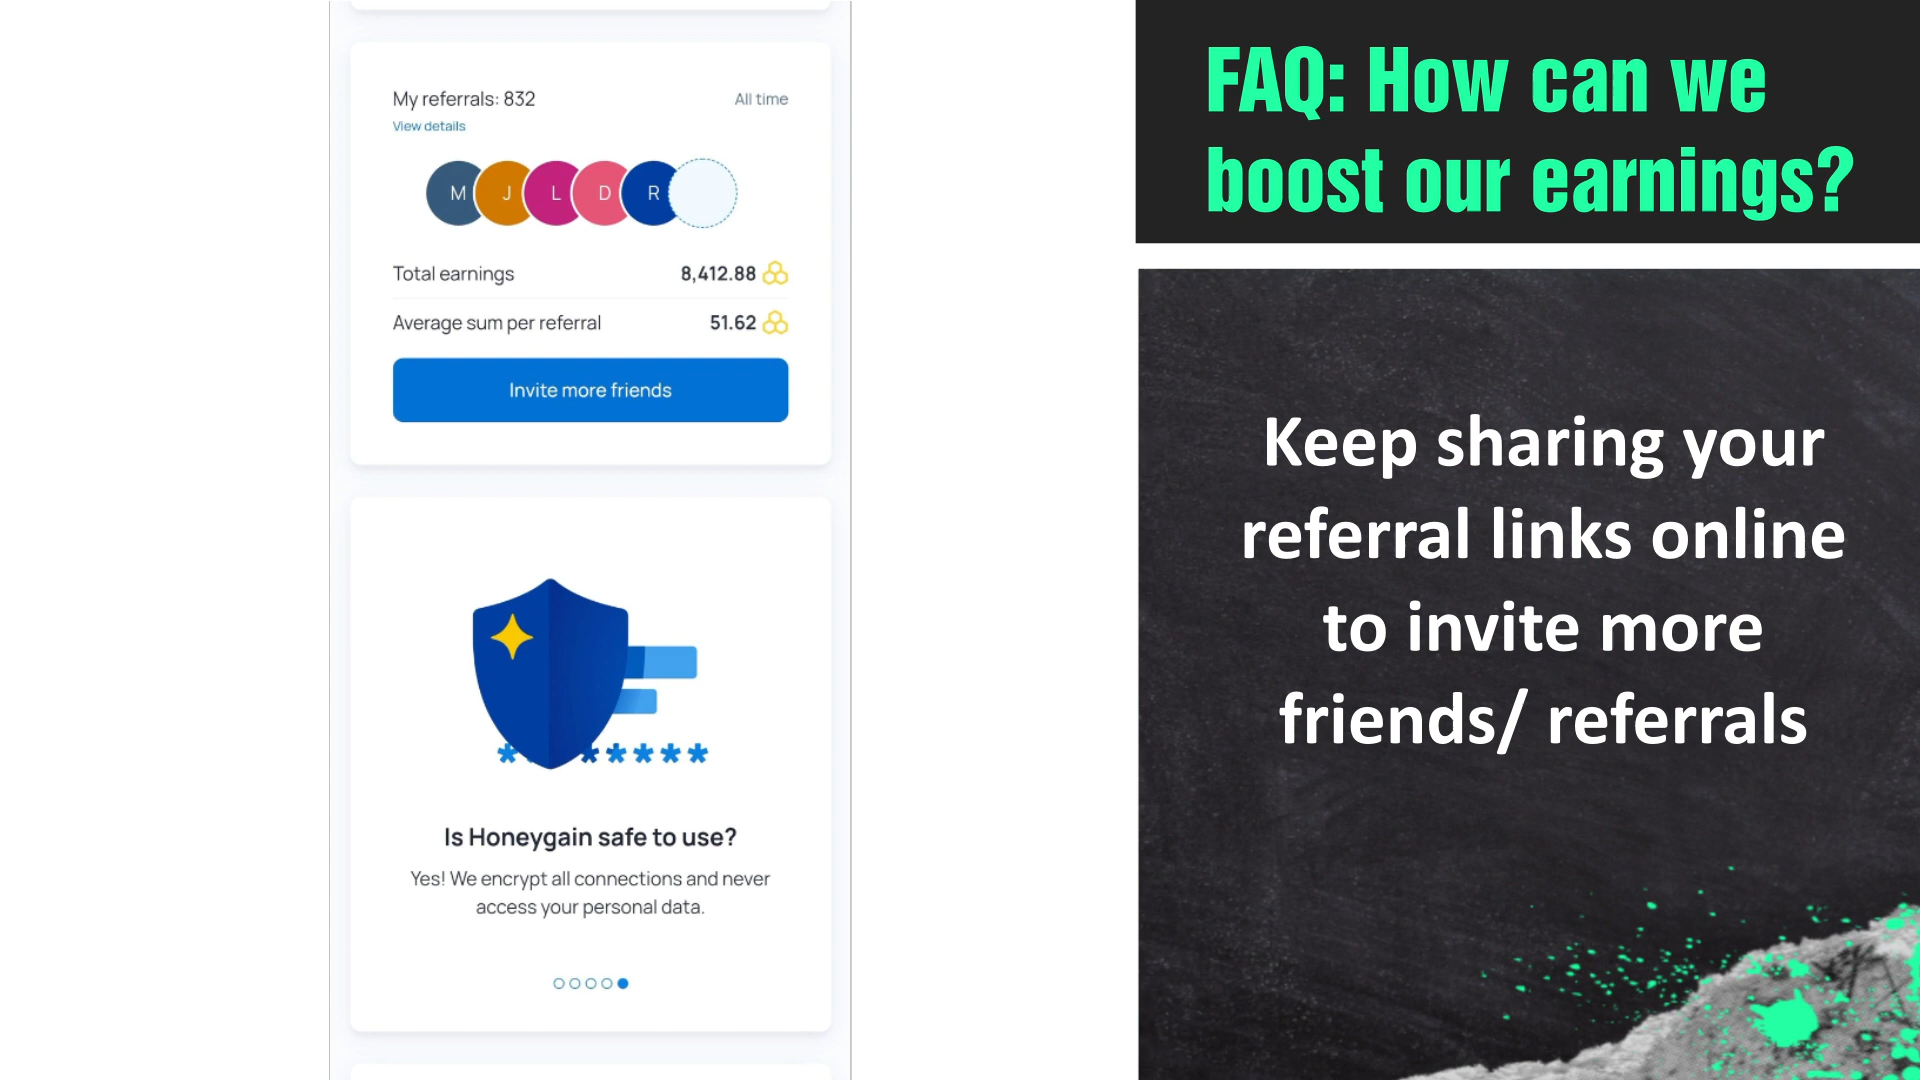 My referrals: 832
All time
View details
M J L D R
Total earnings 8,412.88
Average sum per referral 51.62
Invite more friends
* * * * * * *
Is Honeygain safe to use?
Yes! We encrypt all connections and never
access your personal data.
FAQ: How can we
boost our earnings?
Keep sharing your
referral links online
to invite more
friends/ referrals